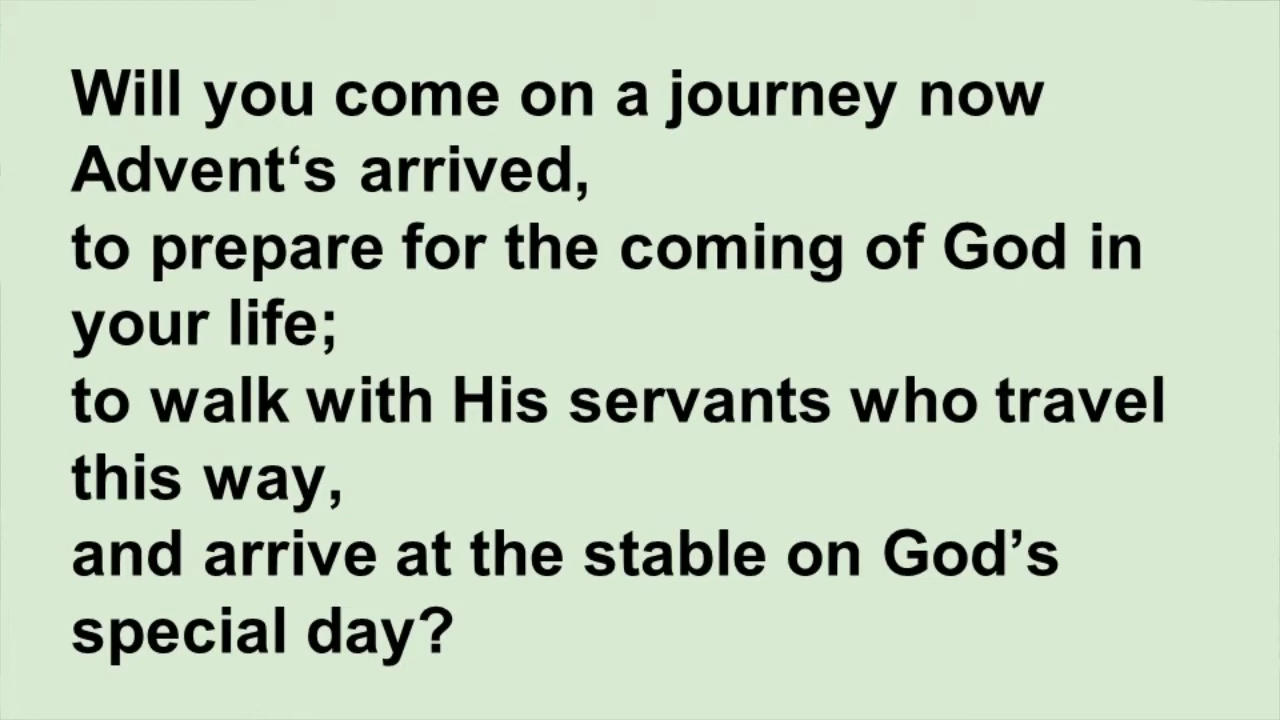 Will you come on a journey now
Advent‘s arrived,
to prepare for the coming of God in
your life;
to walk with His servants who travel
this way,
and arrive at the stable on God’s
special day?